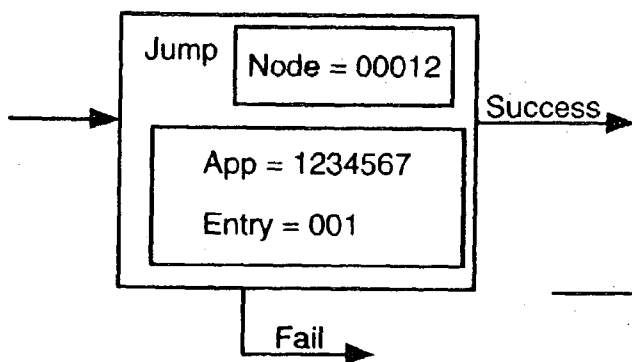 Jump
Node = 00012
Success
App = 1234567
Entry = 001
Fail